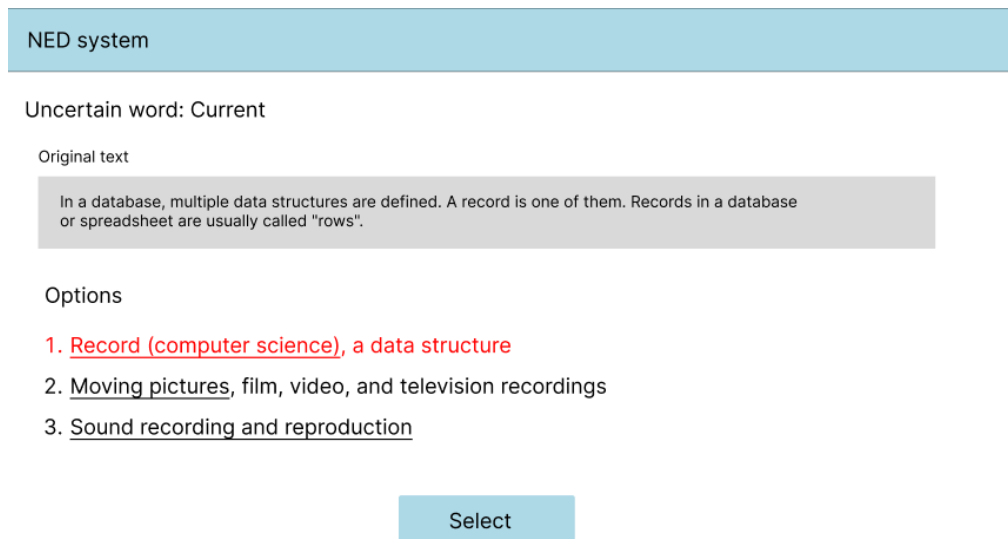 NED system
Uncertain word: Current
Original text
In a database, multiple data structures are defined. A record is one of them. Records in a database
or spreadsheet are usually called "rows".
Options
1. Record (computer science), a data structure
2. Moving pictures, film, video, and television recordings
3. Sound recording and reproduction
Select